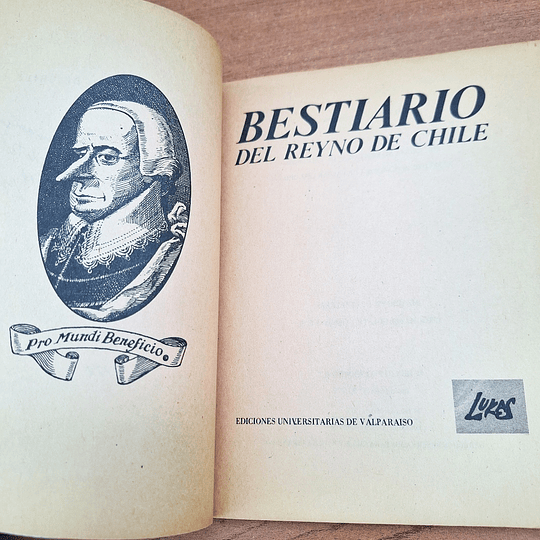 Pro Mundi Beneficio.
BESTIARIO
DEL REYNO DE CHILE
EDICIONES UNIVERSITARIAS DE VALPARAISO
LUKAS